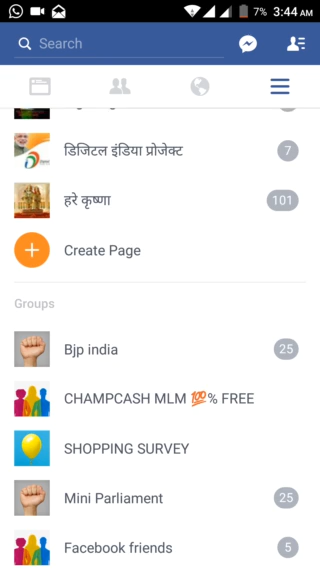 7% 3:44 AM
Search
डिजिटल इंडिया प्रोजेक्ट 7
हरे कृष्णा 101
Create Page
Groups
Bjp india 25
CHAMPCASH MLM 💯% FREE
SHOPPING SURVEY
Mini Parliament 25
Facebook friends 5